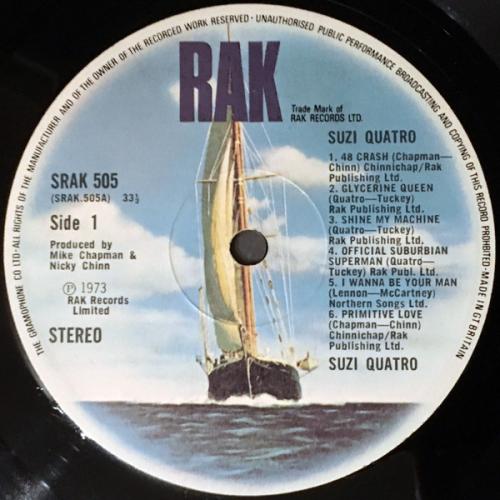 THE GRAMOPHONE CO LTD·ALL RIGHTS OF THE MANUFACTURER AND OF THE OWNER OF THE RECORDED WORK RESERVED · UNAUTHORISED PUBLIC PERFORMANCE BROADCASTING AND COPYING OF THIS RECORD PROHIBITED·MADE IN GT BRITAIN
RAK
Trade Mark of
RAK RECORDS LTD.
SRAK 505
(SRAK.505A) 33⅓
Side 1
Produced by
Mike Chapman &
Nicky Chinn
℗ 1973
RAK Records
Limited
STEREO
SUZI QUATRO
1. 48 CRASH (Chapman—
Chinn) Chinnichap/Rak
Publishing Ltd.
2. GLYCERINE QUEEN
(Quatro—Tuckey)
Rak Publishing Ltd.
3. SHINE MY MACHINE
(Quatro—Tuckey)
Rak Publishing Ltd.
4. OFFICIAL SUBURBIAN
SUPERMAN (Quatro—
Tuckey) Rak Publ. Ltd.
5. I WANNA BE YOUR MAN
(Lennon—McCartney)
Northern Songs Ltd.
6. PRIMITIVE LOVE
(Chapman—Chinn)
Chinnichap/Rak
Publishing Ltd.
SUZI QUATRO